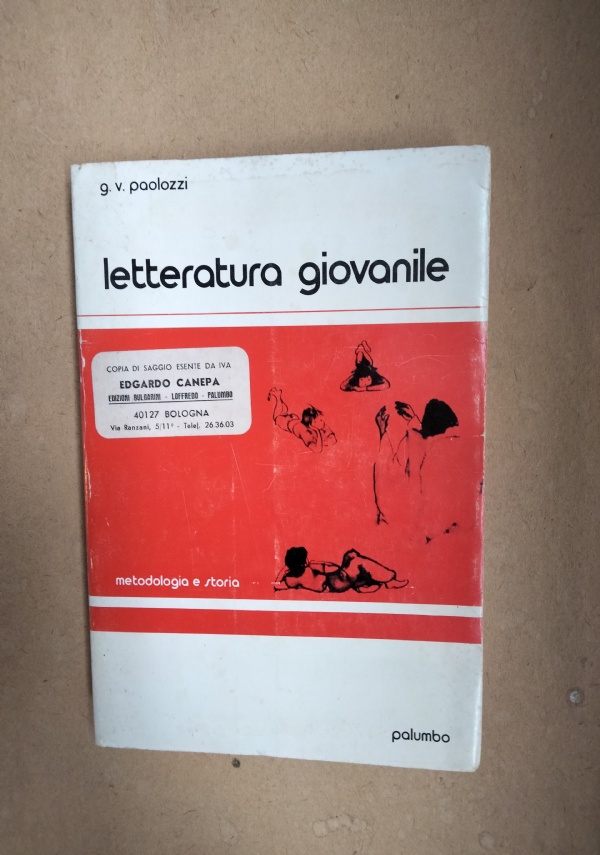 g. v. paolozzi
letteratura giovanile
COPIA DI SAGGIO ESENTE DA IVA
EDGARDO CANEPA
EDIZIONI BULGARINI - LOFFREDO - PALUMBO
40127 BOLOGNA
Via Ranzani, 5/11° - Telef. 26.36.03
metodologia e storia
palumbo